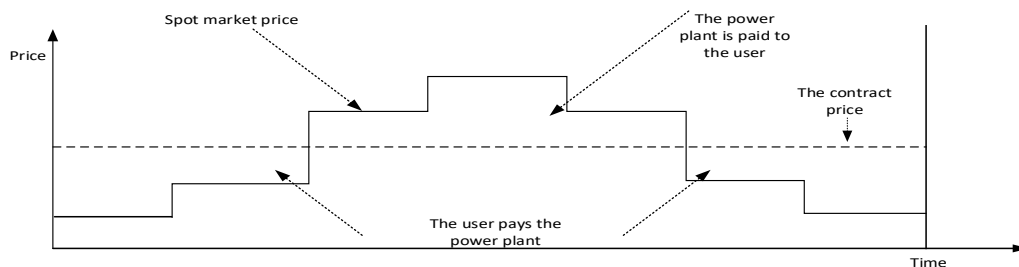 Spot market price
The power
plant is paid to
the user
Price
The contract
price
The user pays the
power plant
Time